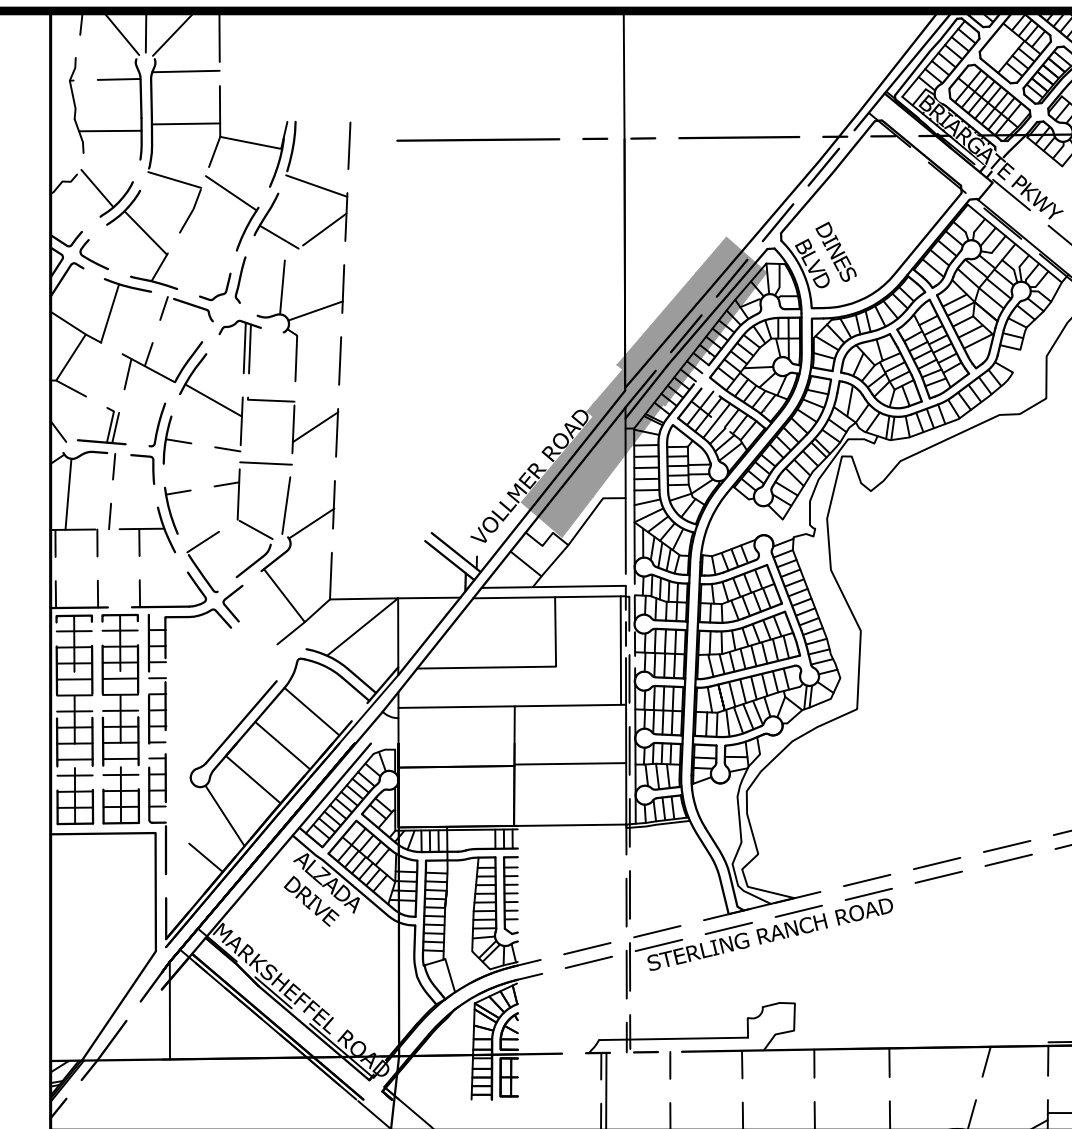 BRIARGATE PKWY
DINES
BLVD
VOLLMER ROAD
ALZADA
DRIVE
STERLING RANCH ROAD
MARKSHEFFEL ROAD